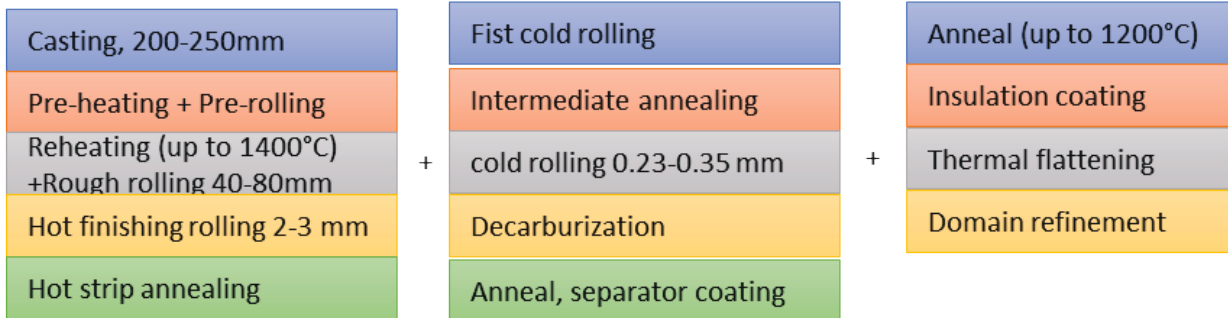 Casting, 200-250mm
Pre-heating + Pre-rolling
Reheating (up to 1400°C)
+Rough rolling 40-80mm
Hot finishing rolling 2-3 mm
Hot strip annealing
+
Fist cold rolling
Intermediate annealing
cold rolling 0.23-0.35 mm
Decarburization
Anneal, separator coating
+
Anneal (up to 1200°C)
Insulation coating
Thermal flattening
Domain refinement